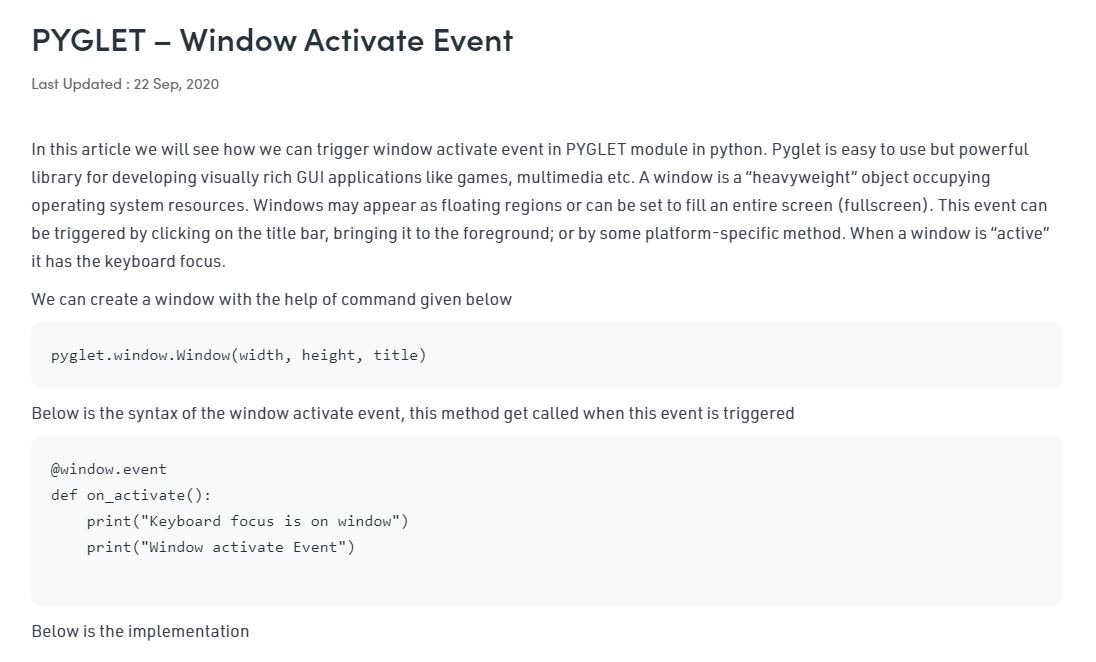 PYGLET – Window Activate Event
Last Updated : 22 Sep, 2020
In this article we will see how we can trigger window activate event in PYGLET module in python. Pyglet is easy to use but powerful
library for developing visually rich GUI applications like games, multimedia etc. A window is a “heavyweight” object occupying
operating system resources. Windows may appear as floating regions or can be set to fill an entire screen (fullscreen). This event can
be triggered by clicking on the title bar, bringing it to the foreground; or by some platform-specific method. When a window is “active”
it has the keyboard focus.
We can create a window with the help of command given below
pyglet.window.Window(width, height, title)
Below is the syntax of the window activate event, this method get called when this event is triggered
@window.event
def on_activate():
    print("Keyboard focus is on window")
    print("Window activate Event")
Below is the implementation